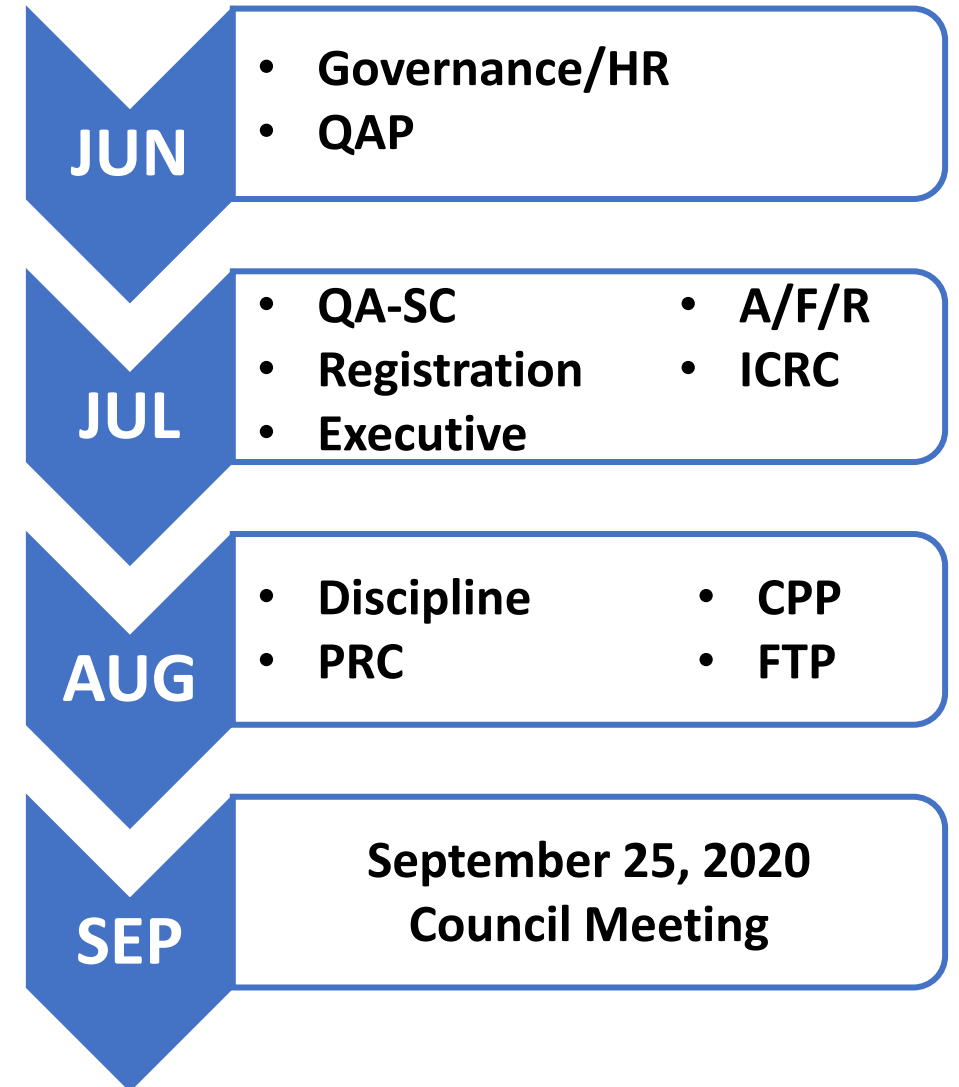 JUN
• Governance/HR
• QAP
JUL
• QA-SC
• Registration
• Executive
• A/F/R
• ICRC
AUG
• Discipline
• PRC
• CPP
• FTP
SEP
September 25, 2020
Council Meeting